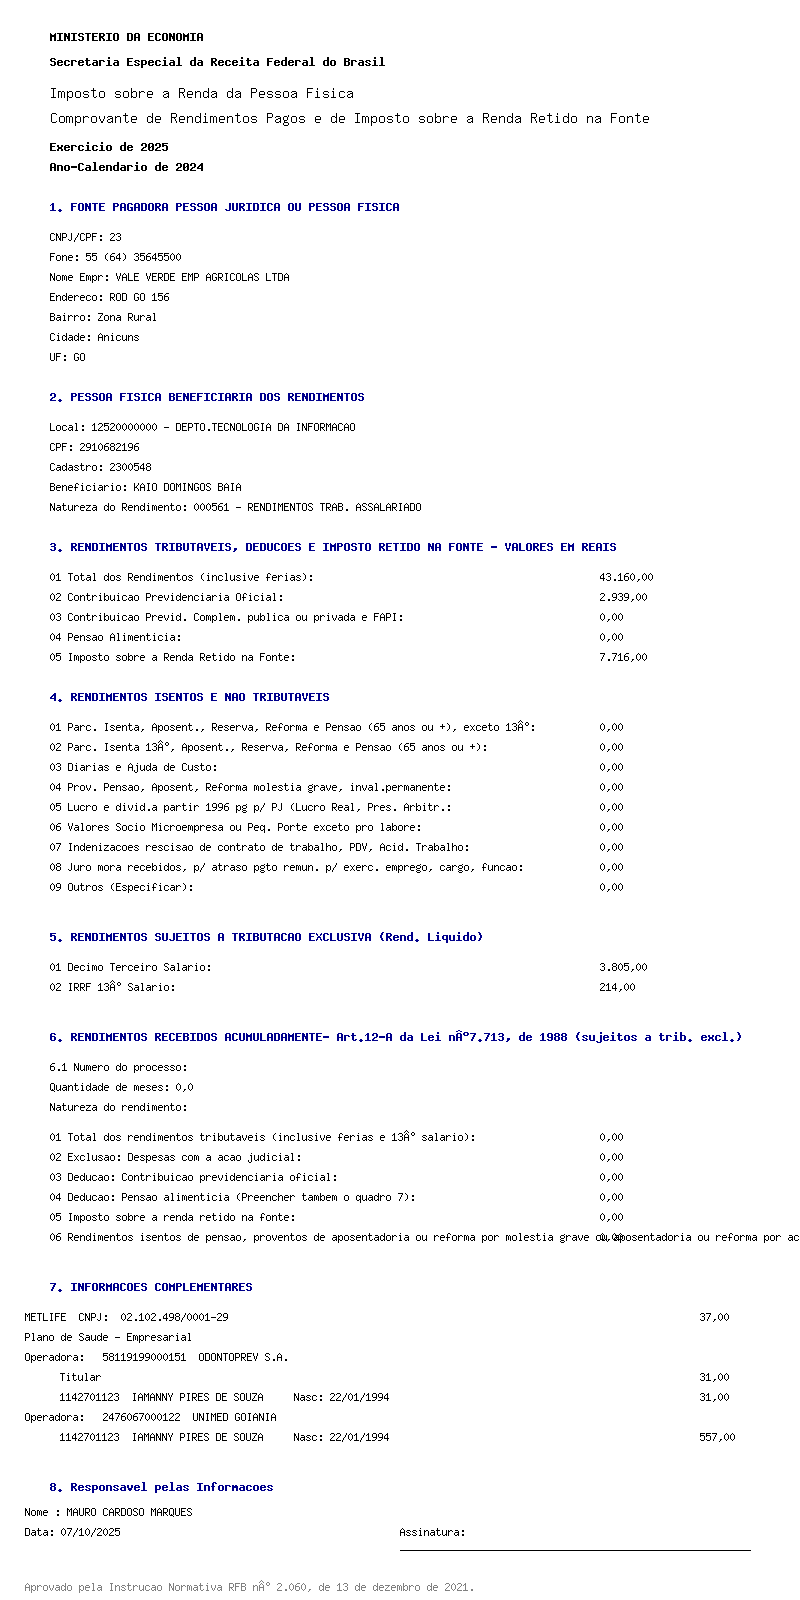 MINISTERIO DA ECONOMIA
Secretaria Especial da Receita Federal do Brasil
Imposto sobre a Renda da Pessoa Fisica
Comprovante de Rendimentos Pagos e de Imposto sobre a Renda Retido na Fonte
Exercicio de 2025
Ano-Calendario de 2024
1. FONTE PAGADORA PESSOA JURIDICA OU PESSOA FISICA
CNPJ/CPF: 23
Fone: 55 (64) 35645500
Nome Empr: VALE VERDE EMP AGRICOLAS LTDA
Endereco: ROD GO 156
Bairro: Zona Rural
Cidade: Anicuns
UF: GO
2. PESSOA FISICA BENEFICIARIA DOS RENDIMENTOS
Local: 12520000000 - DEPTO.TECNOLOGIA DA INFORMACAO
CPF: 2910682196
Cadastro: 2300548
Beneficiario: KAIO DOMINGOS BAIA
Natureza do Rendimento: 000561 - RENDIMENTOS TRAB. ASSALARIADO
3. RENDIMENTOS TRIBUTAVEIS, DEDUCOES E IMPOSTO RETIDO NA FONTE - VALORES EM REAIS
01 Total dos Rendimentos (inclusive ferias): 43.160,00
02 Contribuicao Previdenciaria Oficial: 2.939,00
03 Contribuicao Previd. Complem. publica ou privada e FAPI: 0,00
04 Pensao Alimenticia: 0,00
05 Imposto sobre a Renda Retido na Fonte: 7.716,00
4. RENDIMENTOS ISENTOS E NAO TRIBUTAVEIS
01 Parc. Isenta, Aposent., Reserva, Reforma e Pensao (65 anos ou +), exceto 13Âº: 0,00
02 Parc. Isenta 13Âº, Aposent., Reserva, Reforma e Pensao (65 anos ou +): 0,00
03 Diarias e Ajuda de Custo: 0,00
04 Prov. Pensao, Aposent, Reforma molestia grave, inval.permanente: 0,00
05 Lucro e divid.a partir 1996 pg p/ PJ (Lucro Real, Pres. Arbitr.: 0,00
06 Valores Socio Microempresa ou Peq. Porte exceto pro labore: 0,00
07 Indenizacoes rescisao de contrato de trabalho, PDV, Acid. Trabalho: 0,00
08 Juro mora recebidos, p/ atraso pgto remun. p/ exerc. emprego, cargo, funcao: 0,00
09 Outros (Especificar): 0,00
5. RENDIMENTOS SUJEITOS A TRIBUTACAO EXCLUSIVA (Rend. Liquido)
01 Decimo Terceiro Salario: 3.805,00
02 IRRF 13Âº Salario: 214,00
6. RENDIMENTOS RECEBIDOS ACUMULADAMENTE- Art.12-A da Lei nÂº7.713, de 1988 (sujeitos a trib. excl.)
6.1 Numero do processo:
Quantidade de meses: 0,0
Natureza do rendimento:
01 Total dos rendimentos tributaveis (inclusive ferias e 13Âº salario): 0,00
02 Exclusao: Despesas com a acao judicial: 0,00
03 Deducao: Contribuicao previdenciaria oficial: 0,00
04 Deducao: Pensao alimenticia (Preencher tambem o quadro 7): 0,00
05 Imposto sobre a renda retido na fonte: 0,00
06 Rendimentos isentos de pensao, proventos de aposentadoria ou reforma por molestia grave ou aposentadoria ou reforma por ac 0,00
7. INFORMACOES COMPLEMENTARES
METLIFE CNPJ: 02.102.498/0001-29 37,00
Plano de Saude - Empresarial
Operadora: 58119199000151 ODONTOPREV S.A.
Titular 31,00
1142701123 IAMANNY PIRES DE SOUZA Nasc: 22/01/1994 31,00
Operadora: 2476067000122 UNIMED GOIANIA
1142701123 IAMANNY PIRES DE SOUZA Nasc: 22/01/1994 557,00
8. Responsavel pelas Informacoes
Nome : MAURO CARDOSO MARQUES
Data: 07/10/2025 Assinatura:
Aprovado pela Instrucao Normativa RFB nÂº 2.060, de 13 de dezembro de 2021.